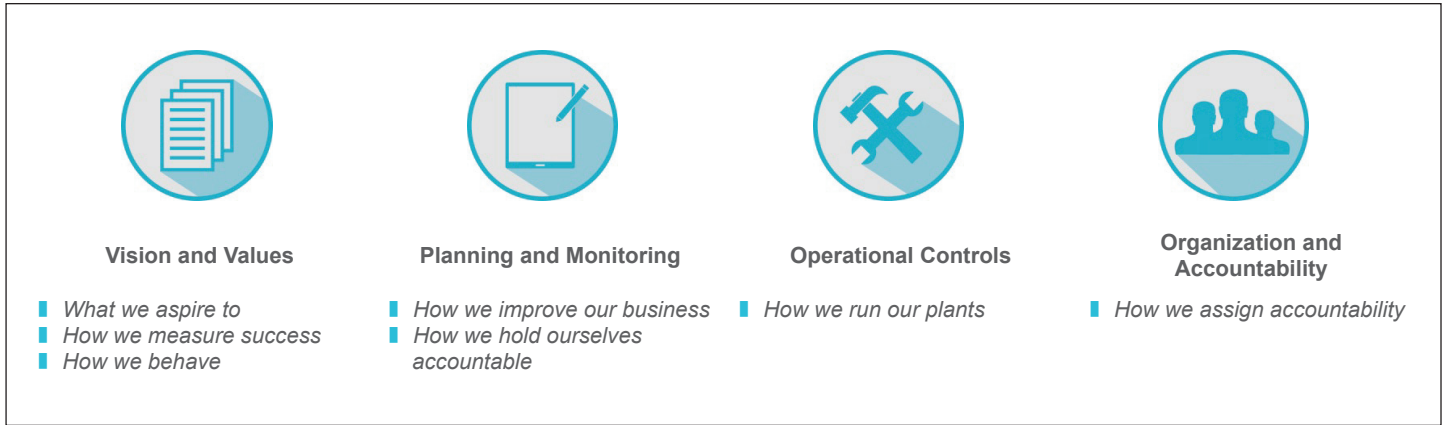 Vision and Values
What we aspire to
How we measure success
How we behave
Planning and Monitoring
How we improve our business
How we hold ourselves
accountable
Operational Controls
How we run our plants
Organization and
Accountability
How we assign accountability